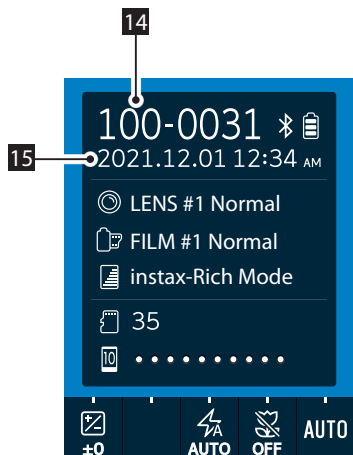 14
100-0031
15
2021.12.01 12:34 AM
LENS #1 Normal
FILM #1 Normal
instax-Rich Mode
35
10
±0
A
AUTO
OFF
AUTO